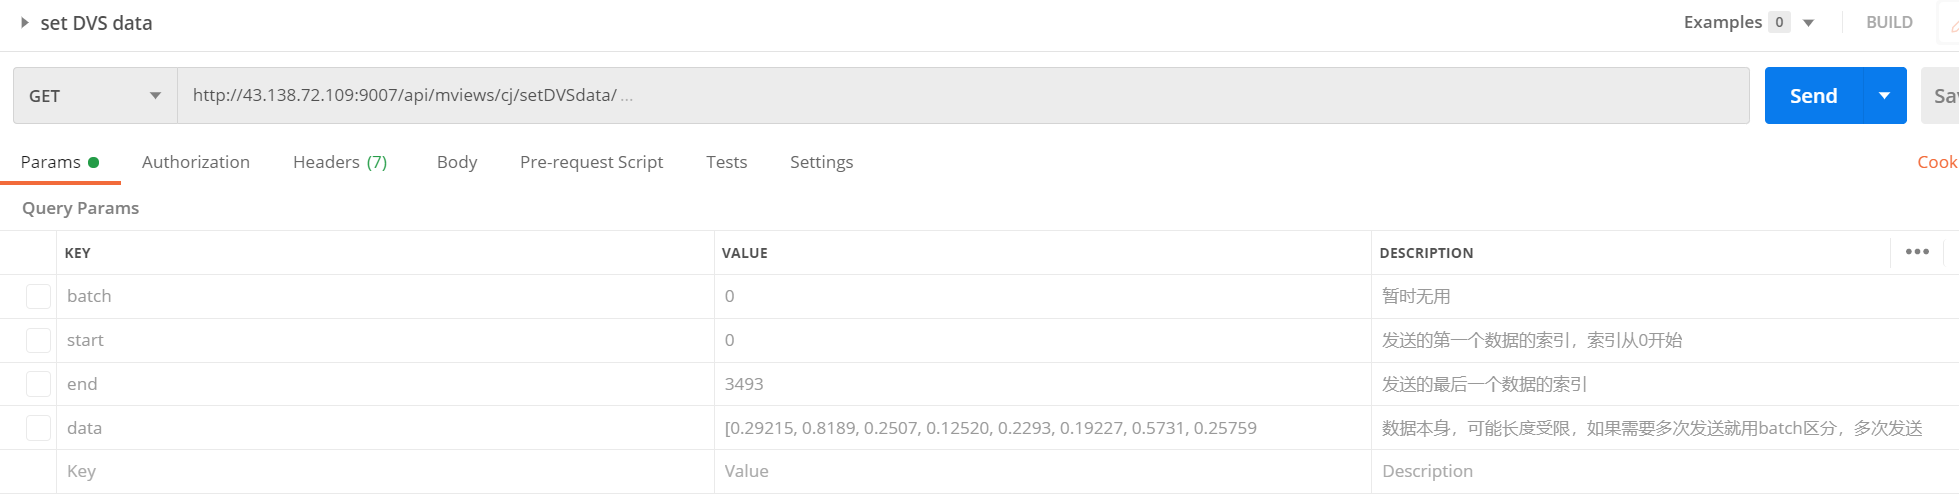 set DVS data
Examples 0 BUILD
GET http://43.138.72.109:9007/api/mviews/cj/setDVSdata/ ... Send Sav
Params Authorization Headers (7) Body Pre-request Script Tests Settings Cook
Query Params
KEY VALUE DESCRIPTION •••
batch 0 暂时无用
start 0 发送的第一个数据的索引，索引从0开始
end 3493 发送的最后一个数据的索引
data [0.29215, 0.8189, 0.2507, 0.12520, 0.2293, 0.19227, 0.5731, 0.25759 数据本身，可能长度受限，如果需要多次发送就用batch区分，多次发送
Key Value Description